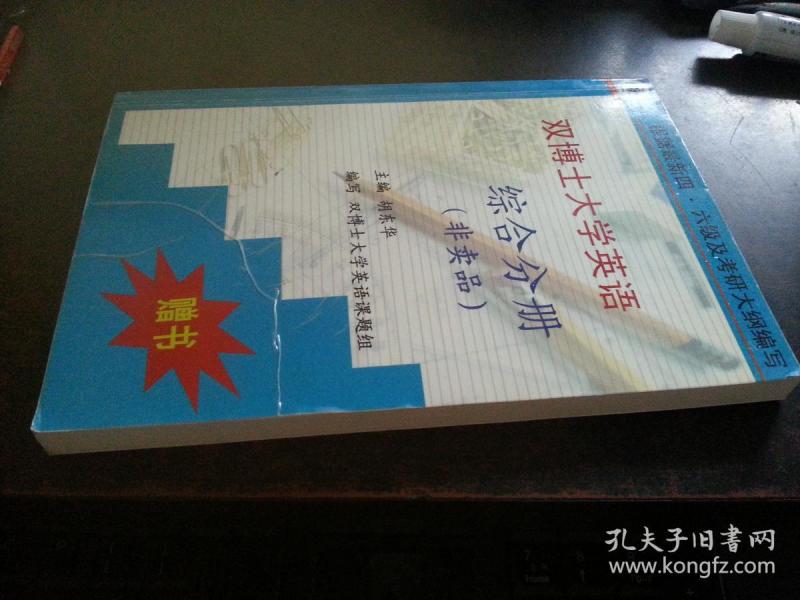 根据最新四·六级及考研大纲编写
双博士大学英语
综合分册
(非卖品)
主编 胡东华
编写 双博士大学英语课题组
赠书
孔夫子旧书网
www.kongfz.com